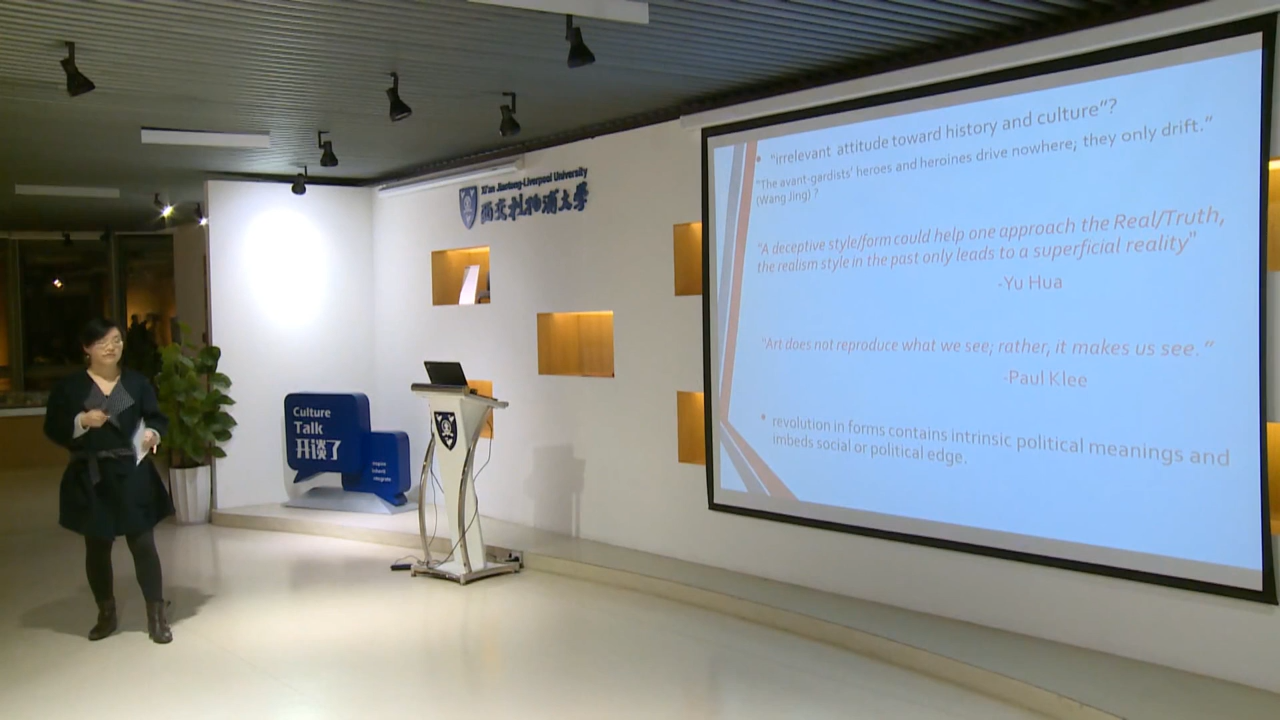 Xi'an Jiaotong-Liverpool University
西交利物浦大学
Culture
Talk
开谈了
inspire
inherit
integrate
• "irrelevant attitude toward history and culture"?
"The avant-gardists' heroes and heroines drive nowhere; they only drift."
(Wang Jing) ?
"A deceptive style/form could help one approach the Real/Truth,
the realism style in the past only leads to a superficial reality"
-Yu Hua
"Art does not reproduce what we see; rather, it makes us see. "
-Paul Klee
• revolution in forms contains intrinsic political meanings and
imbeds social or political edge.